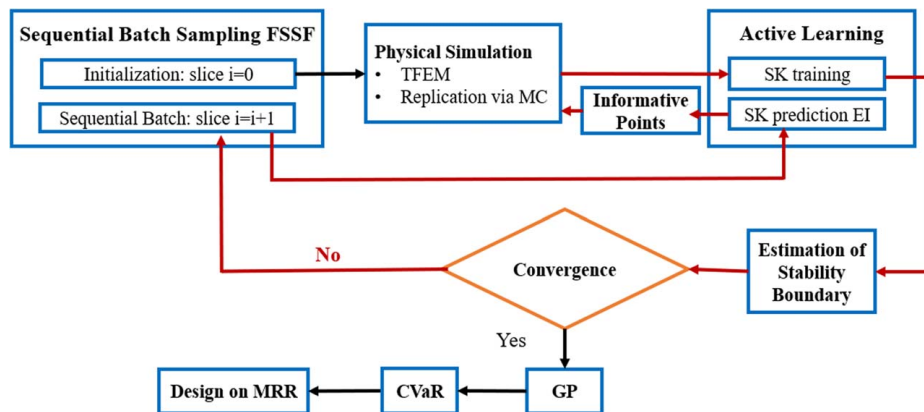 Sequential Batch Sampling FSSF
Initialization: slice i=0
Sequential Batch: slice i=i+1
Physical Simulation
• TFEM
• Replication via MC
Informative
Points
Active Learning
SK training
SK prediction EI
Estimation of
Stability
Boundary
Convergence
No
Yes
GP
CVaR
Design on MRR